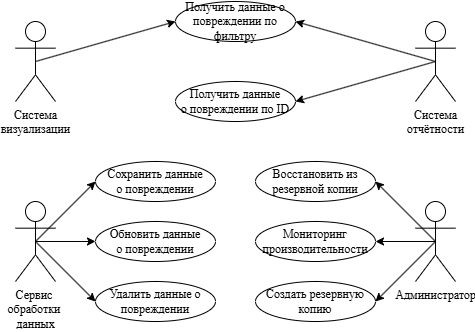 Получить данные о
повреждении по
фильтру
Получить данные
о повреждении по ID
Система
визуализации
Система
отчётности
Сохранить данные
о повреждении
Восстановить из
резервной копии
Обновить данные
о повреждении
Мониторинг
производительности
Удалить данные о
повреждении
Создать резервную
копию
Сервис
обработки
данных
Администратор